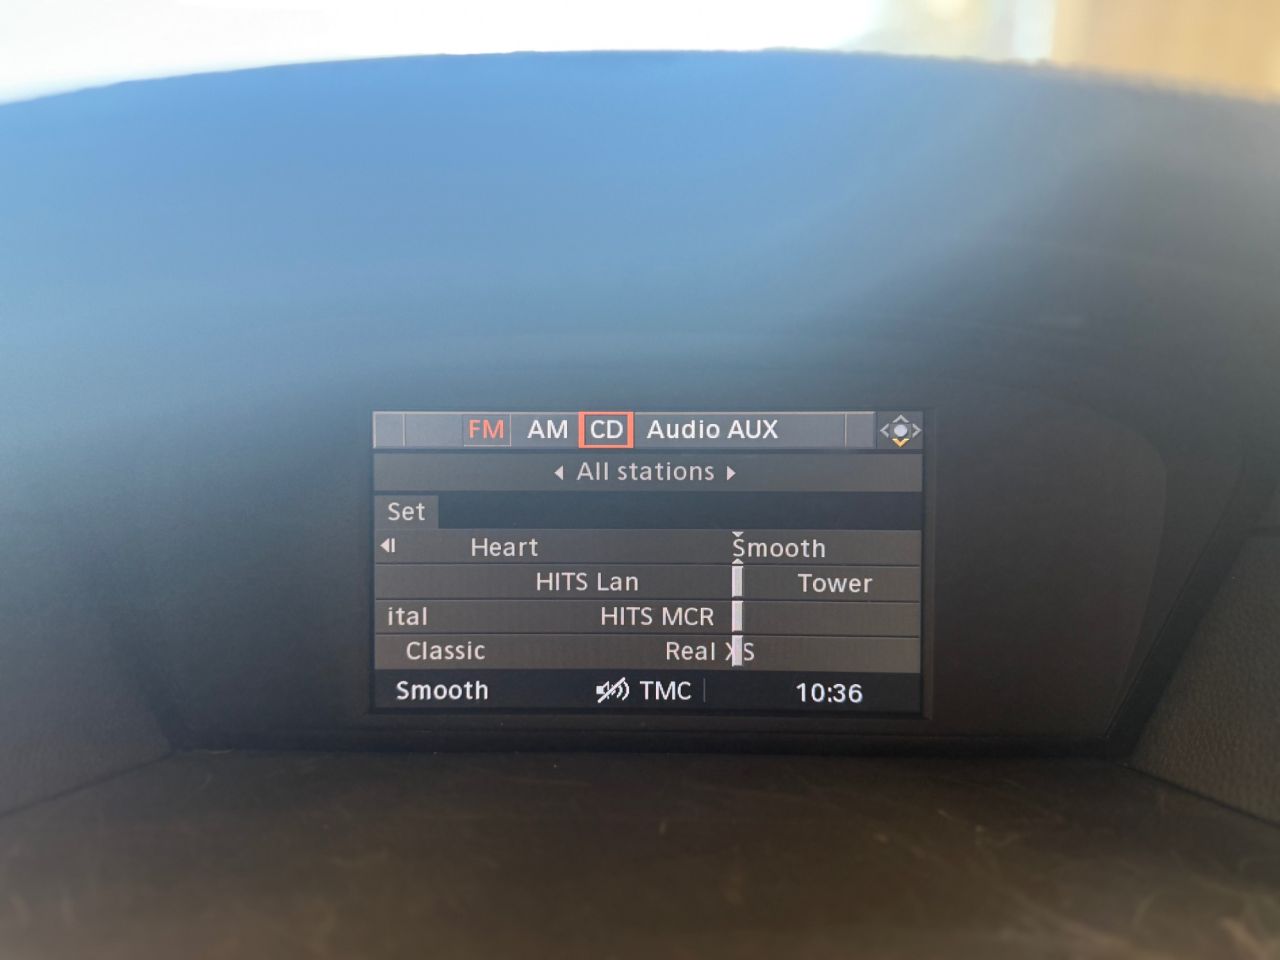 FM AM CD Audio AUX
All stations
Set
Heart Smooth
HITS Lan Tower
ital HITS MCR
Classic Real XS
Smooth TMC 10:36